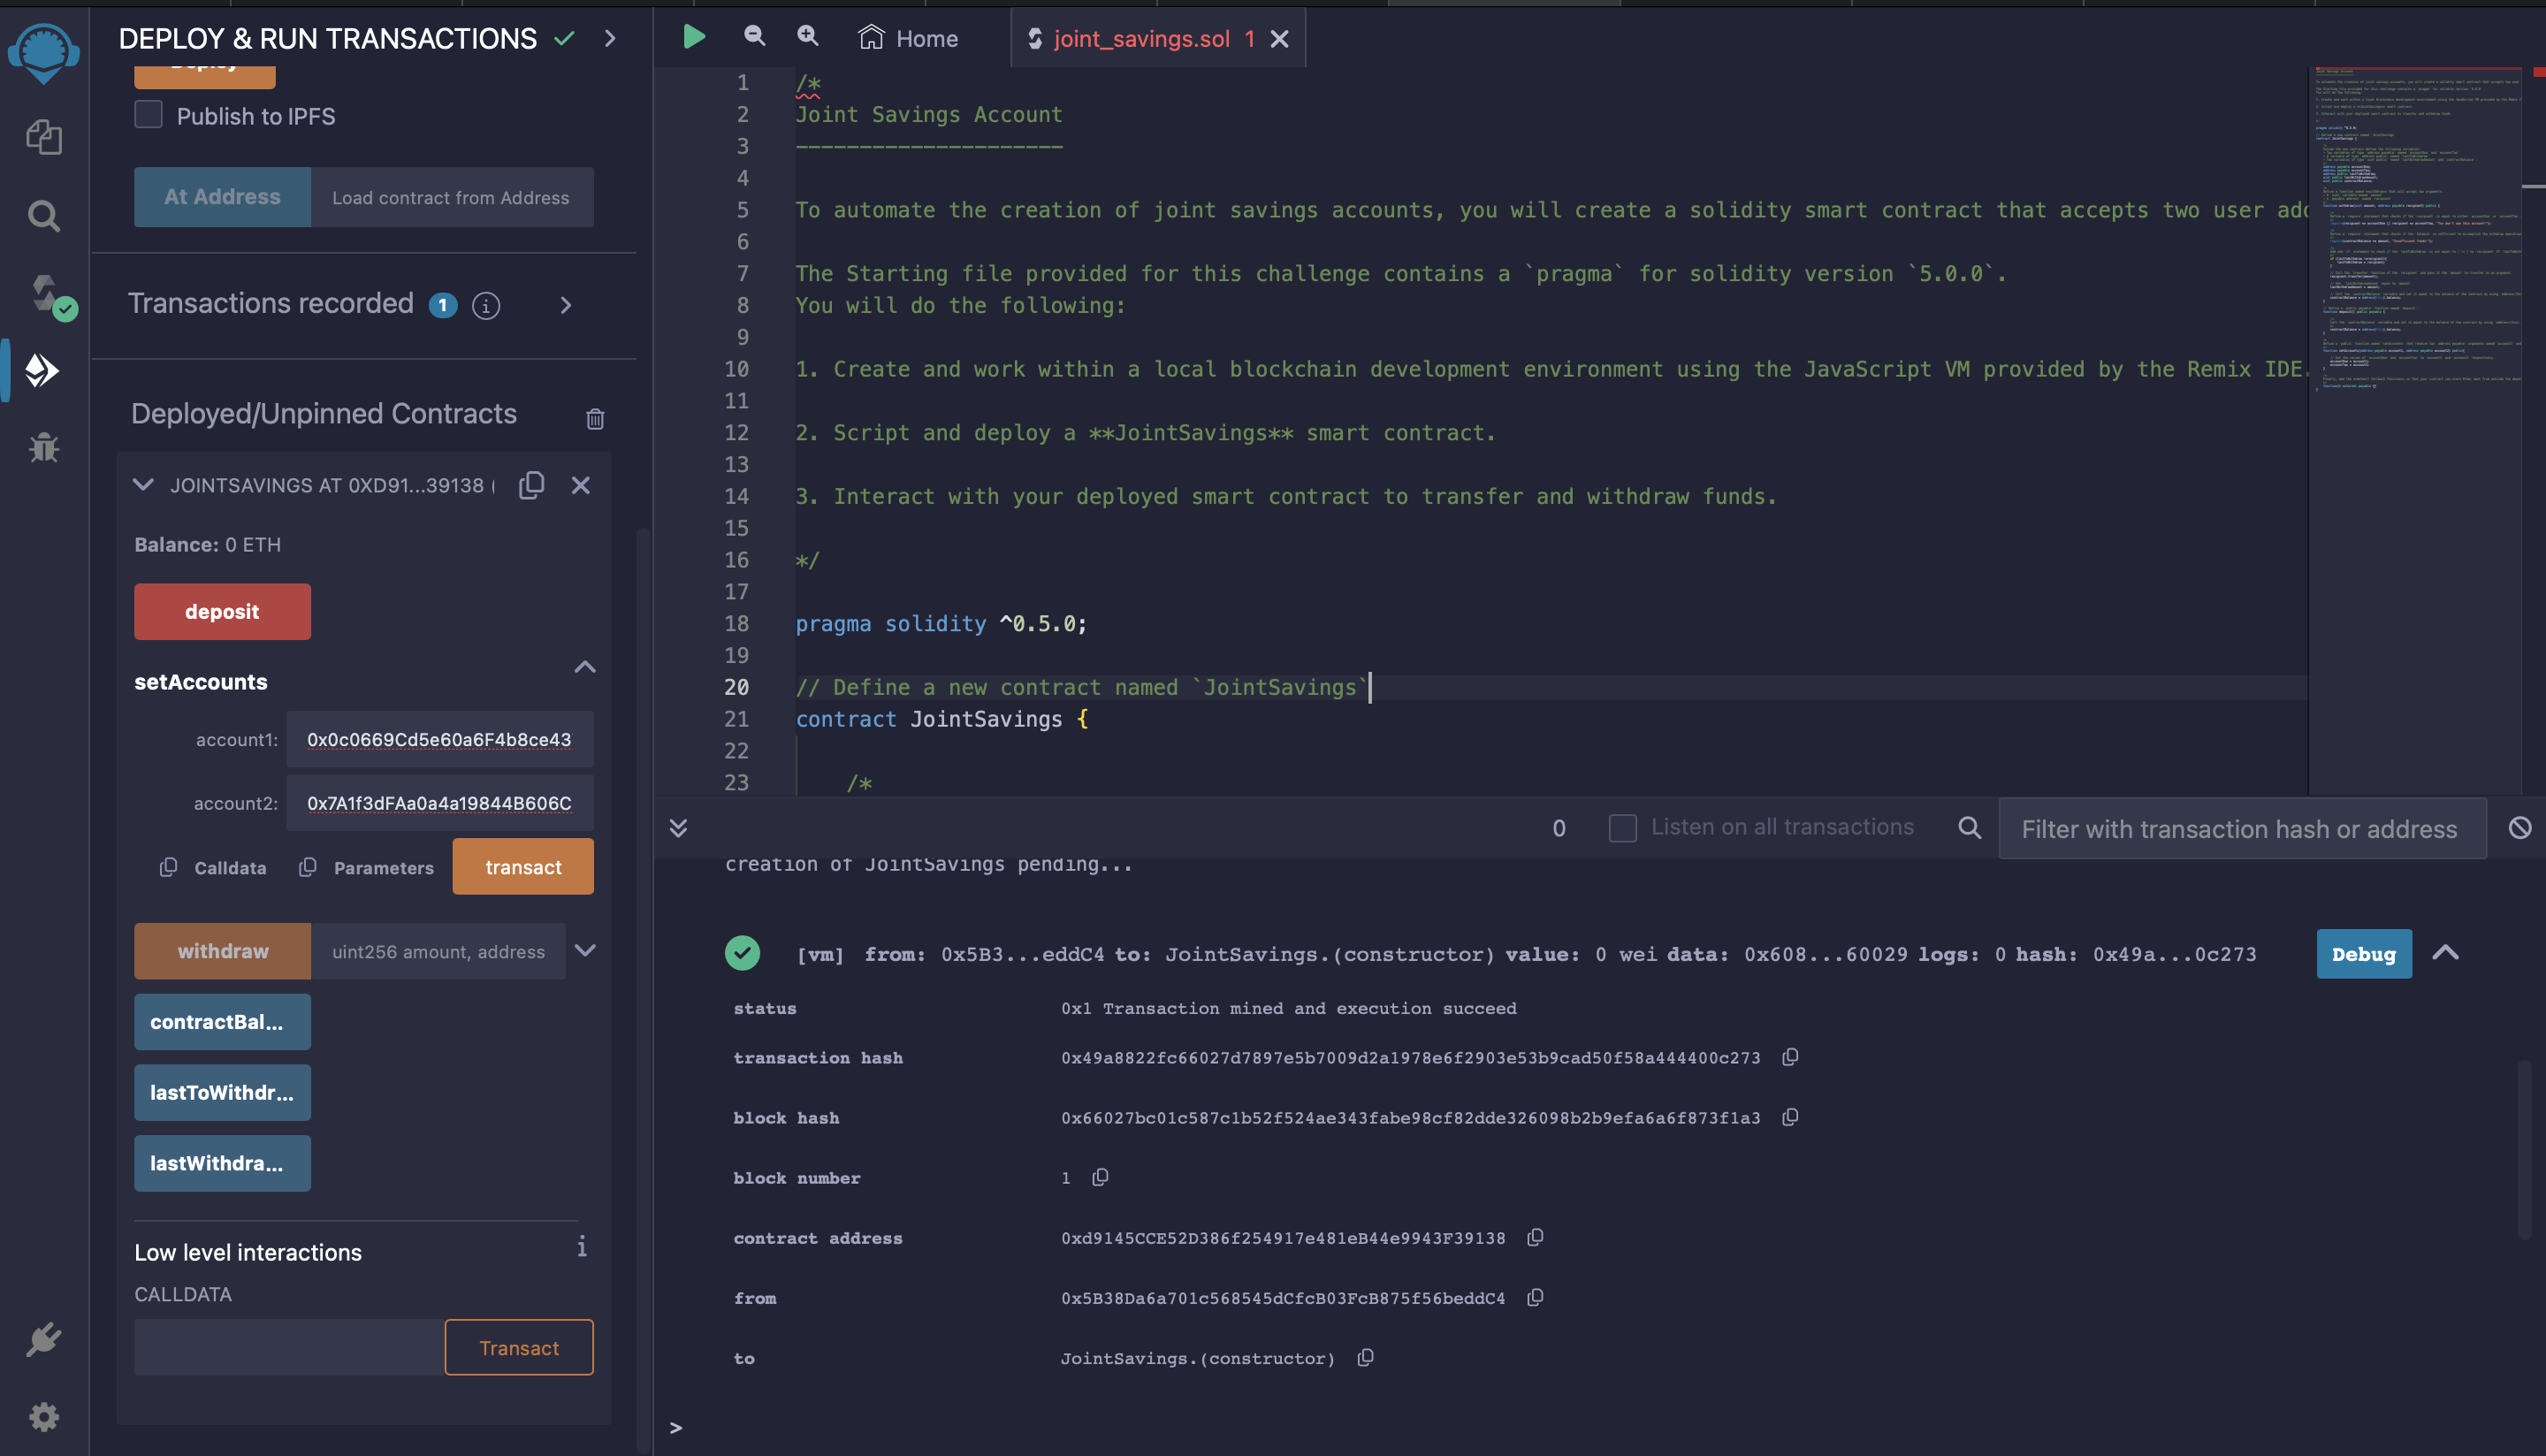 DEPLOY & RUN TRANSACTIONS
Deploy
Publish to IPFS
At Address
Load contract from Address
Transactions recorded 1 i
Deployed/Unpinned Contracts
JOINTSAVINGS AT 0XD91...39138 (
Balance: 0 ETH
deposit
setAccounts
account1: 0x0c0669Cd5e60a6F4b8ce43
account2: 0x7A1f3dFAa0a4a19844B606C
Calldata Parameters transact
withdraw uint256 amount, address
contractBal...
lastToWithdr...
lastWithdra...
Low level interactions i
CALLDATA
Transact
Home joint_savings.sol 1
1 /*
2 Joint Savings Account
3 ---------------------
4
5 To automate the creation of joint savings accounts, you will create a solidity smart contract that accepts two user add
6
7 The Starting file provided for this challenge contains a `pragma` for solidity version `5.0.0`.
8 You will do the following:
9
10 1. Create and work within a local blockchain development environment using the JavaScript VM provided by the Remix IDE.
11
12 2. Script and deploy a **JointSavings** smart contract.
13
14 3. Interact with your deployed smart contract to transfer and withdraw funds.
15
16 */
17
18 pragma solidity ^0.5.0;
19
20 // Define a new contract named `JointSavings`
21 contract JointSavings {
22
23 /*
0 Listen on all transactions Filter with transaction hash or address
creation of JointSavings pending...
[vm] from: 0x5B3...eddC4 to: JointSavings.(constructor) value: 0 wei data: 0x608...60029 logs: 0 hash: 0x49a...0c273 Debug
status 0x1 Transaction mined and execution succeed
transaction hash 0x49a8822fc66027d7897e5b7009d2a1978e6f2903e53b9cad50f58a444400c273
block hash 0x66027bc01c587c1b52f524ae343fabe98cf82dde326098b2b9efa6a6f873f1a3
block number 1
contract address 0xd9145CCE52D386f254917e481eB44e9943F39138
from 0x5B38Da6a701c568545dCfcB03FcB875f56beddC4
to JointSavings.(constructor)
>